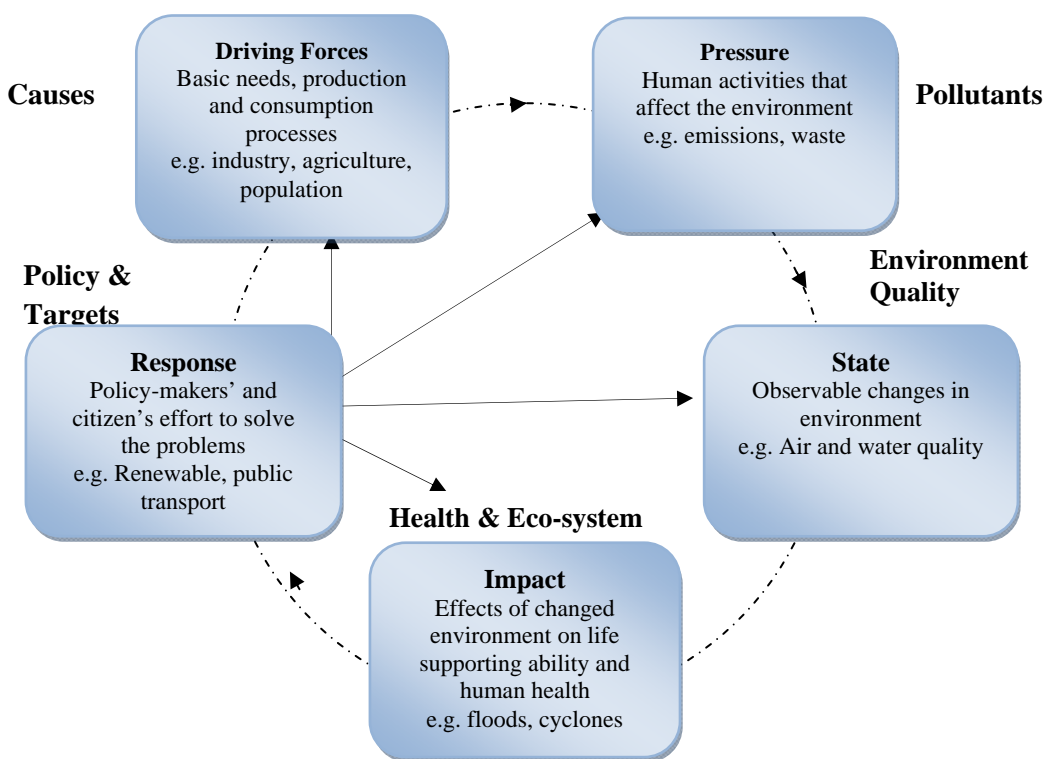 Causes
Driving Forces
Basic needs, production
and consumption
processes
e.g. industry, agriculture,
population
Pressure
Human activities that
affect the environment
e.g. emissions, waste
Pollutants
Policy &
Targets
Environment
Quality
Response
Policy-makers’ and
citizen’s effort to solve
the problems
e.g. Renewable, public
transport
State
Observable changes in
environment
e.g. Air and water quality
Health & Eco-system
Impact
Effects of changed
environment on life
supporting ability and
human health
e.g. floods, cyclones